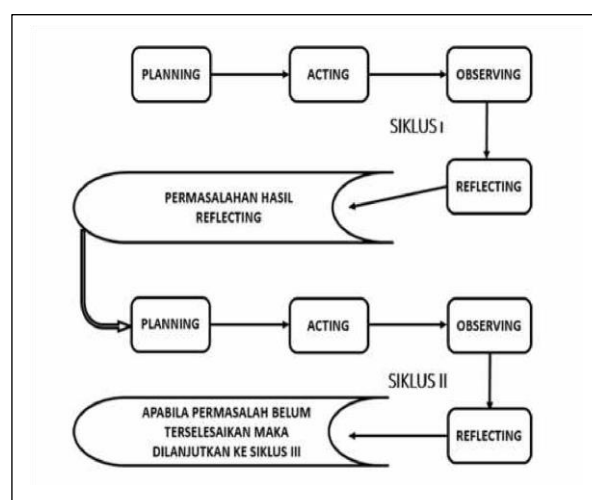 PLANNING
ACTING
OBSERVING
SIKLUS I
REFLECTING
PERMASALAHAN HASIL
REFLECTING
PLANNING
ACTING
OBSERVING
SIKLUS II
REFLECTING
APABILA PERMASALAH BELUM
TERSELESAIKAN MAKA
DILANJUTKAN KE SIKLUS III